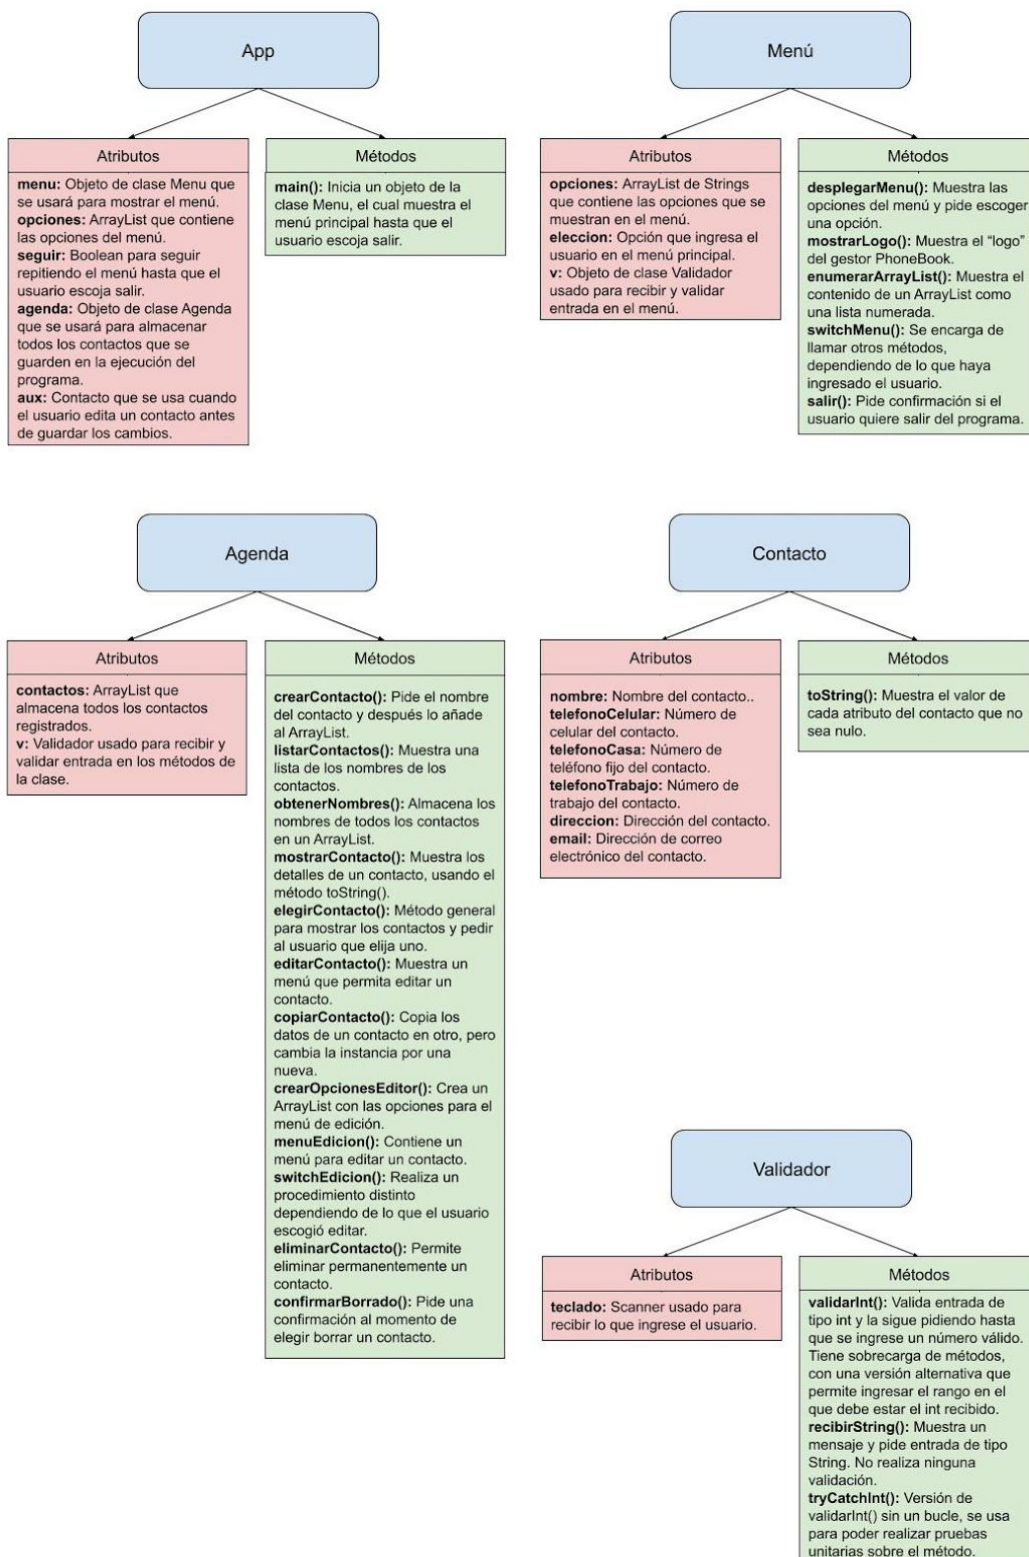 App
Atributos
menu: Objeto de clase Menu que
se usará para mostrar el menú.
opciones: ArrayList que contiene
las opciones del menú.
seguir: Boolean para seguir
repitiendo el menú hasta que el
usuario escoja salir.
agenda: Objeto de clase Agenda
que se usará para almacenar
todos los contactos que se
guarden en la ejecución del
programa.
aux: Contacto que se usa cuando
el usuario edita un contacto antes
de guardar los cambios.
Métodos
main(): Inicia un objeto de la
clase Menu, el cual muestra el
menú principal hasta que el
usuario escoja salir.
Menú
Atributos
opciones: ArrayList de Strings
que contiene las opciones que se
muestran en el menú.
eleccion: Opción que ingresa el
usuario en el menú principal.
v: Objeto de clase Validador
usado para recibir y validar
entrada en el menú.
Métodos
desplegarMenu(): Muestra las
opciones del menú y pide escoger
una opción.
mostrarLogo(): Muestra el “logo”
del gestor PhoneBook.
enumerarArrayList(): Muestra el
contenido de un ArrayList como
una lista numerada.
switchMenu(): Se encarga de
llamar otros métodos,
dependiendo de lo que haya
ingresado el usuario.
salir(): Pide confirmación si el
usuario quiere salir del programa.
Agenda
Atributos
contactos: ArrayList que
almacena todos los contactos
registrados.
v: Validador usado para recibir y
validar entrada en los métodos de
la clase.
Métodos
crearContacto(): Pide el nombre
del contacto y después lo añade
al ArrayList.
listarContactos(): Muestra una
lista de los nombres de los
contactos.
obtenerNombres(): Almacena los
nombres de todos los contactos
en un ArrayList.
mostrarContacto(): Muestra los
detalles de un contacto, usando el
método toString().
elegirContacto(): Método general
para mostrar los contactos y pedir
al usuario que elija uno.
editarContacto(): Muestra un
menú que permita editar un
contacto.
copiarContacto(): Copia los
datos de un contacto en otro, pero
cambia la instancia por una
nueva.
crearOpcionesEditor(): Crea un
ArrayList con las opciones para el
menú de edición.
menuEdicion(): Contiene un
menú para editar un contacto.
switchEdicion(): Realiza un
procedimiento distinto
dependiendo de lo que el usuario
escogió editar.
eliminarContacto(): Permite
eliminar permanentemente un
contacto.
confirmarBorrado(): Pide una
confirmación al momento de
elegir borrar un contacto.
Contacto
Atributos
nombre: Nombre del contacto..
telefonoCelular: Número de
celular del contacto.
telefonoCasa: Número de
teléfono fijo del contacto.
telefonoTrabajo: Número de
trabajo del contacto.
direccion: Dirección del contacto.
email: Dirección de correo
electrónico del contacto.
Métodos
toString(): Muestra el valor de
cada atributo del contacto que no
sea nulo.
Validador
Atributos
teclado: Scanner usado para
recibir lo que ingrese el usuario.
Métodos
validarInt(): Valida entrada de
tipo int y la sigue pidiendo hasta
que se ingrese un número válido.
Tiene sobrecarga de métodos,
con una versión alternativa que
permite ingresar el rango en el
que debe estar el int recibido.
recibirString(): Muestra un
mensaje y pide entrada de tipo
String. No realiza ninguna
validación.
tryCatchInt(): Versión de
validarInt() sin un bucle, se usa
para poder realizar pruebas
unitarias sobre el método.